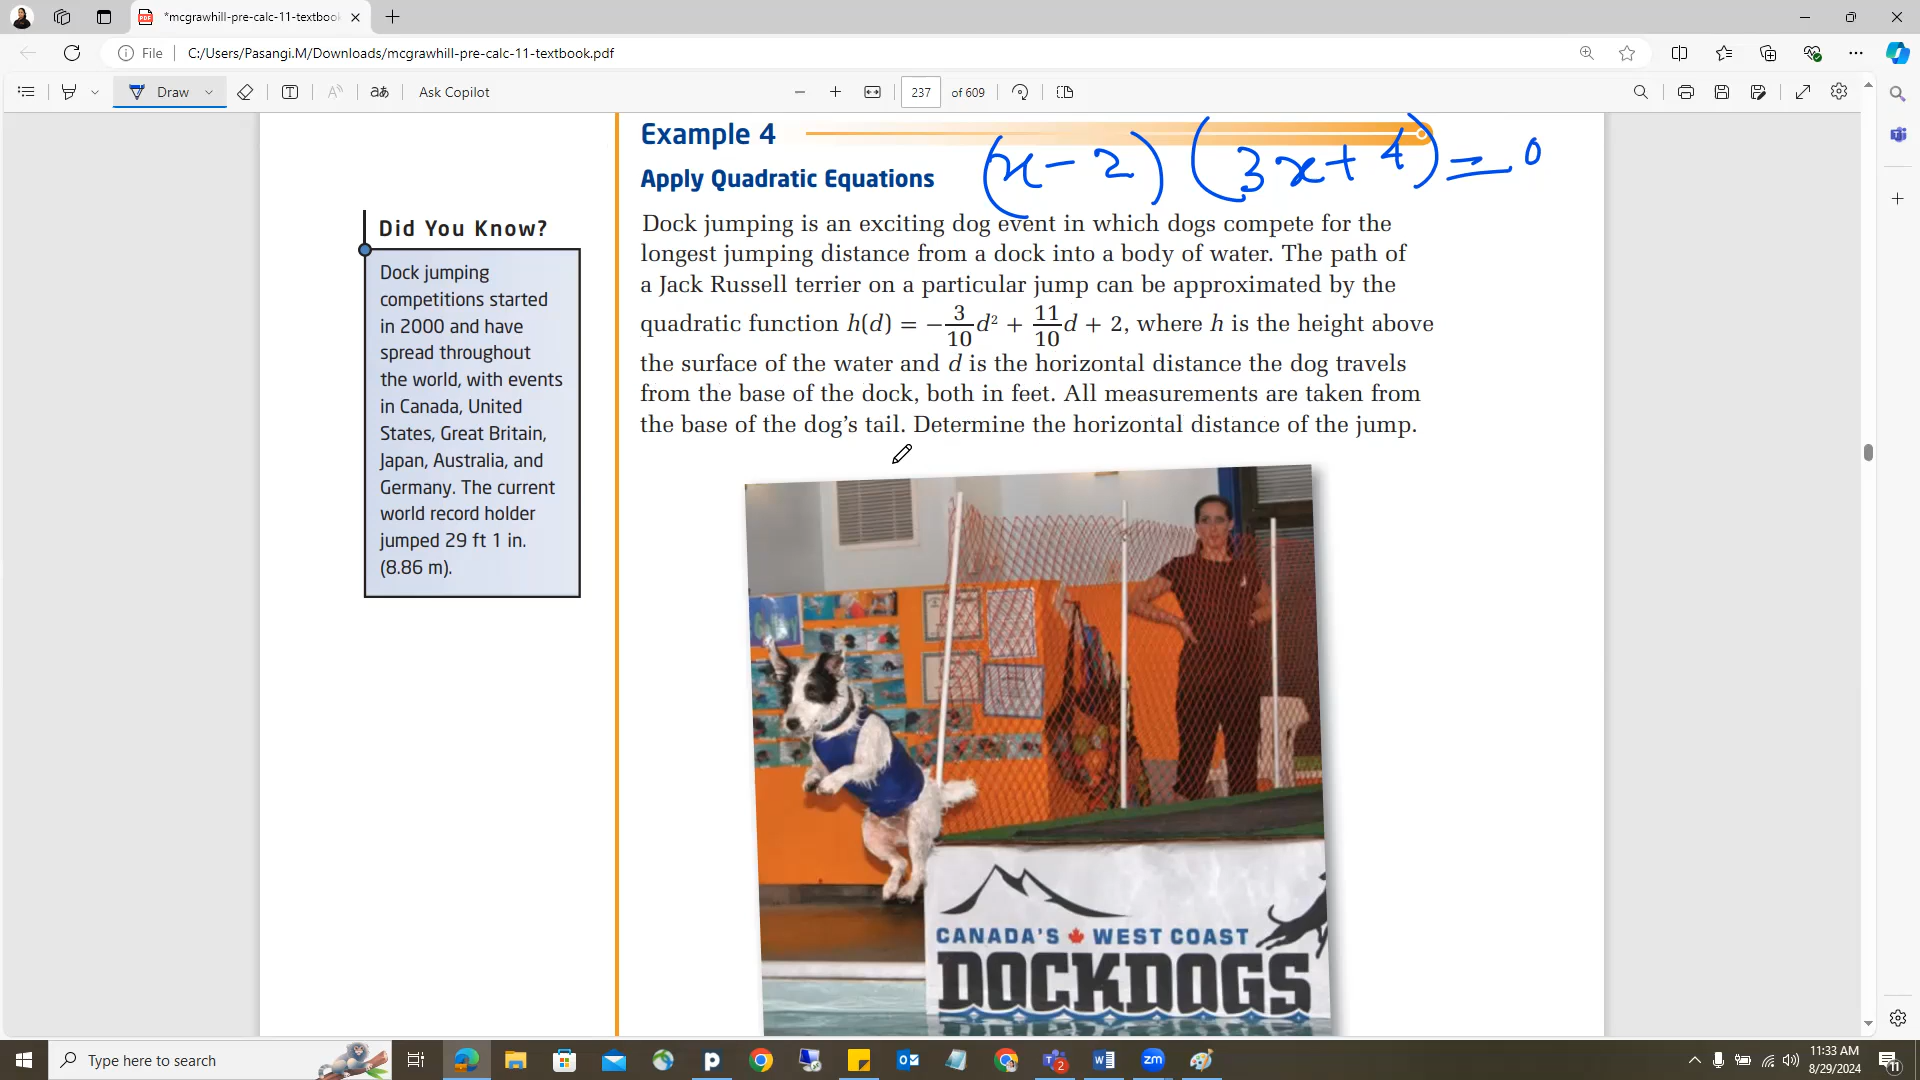 *mcgrawhill-pre-calc-11-textbook
File
C:/Users/Pasangi.M/Downloads/mcgrawhill-pre-calc-11-textbook.pdf
Draw
aあ
Ask Copilot
237
of 609
Example 4
(x - 2) (3x + 4) = 0
Apply Quadratic Equations
Dock jumping is an exciting dog event in which dogs compete for the
longest jumping distance from a dock into a body of water. The path of
a Jack Russell terrier on a particular jump can be approximated by the
quadratic function h(d) = -3/10 d² + 11/10 d + 2, where h is the height above
the surface of the water and d is the horizontal distance the dog travels
from the base of the dock, both in feet. All measurements are taken from
the base of the dog's tail. Determine the horizontal distance of the jump.
Did You Know?
Dock jumping
competitions started
in 2000 and have
spread throughout
the world, with events
in Canada, United
States, Great Britain,
Japan, Australia, and
Germany. The current
world record holder
jumped 29 ft 1 in.
(8.86 m).
CANADA'S WEST COAST
DOCKDOGS
Type here to search
11:33 AM
8/29/2024